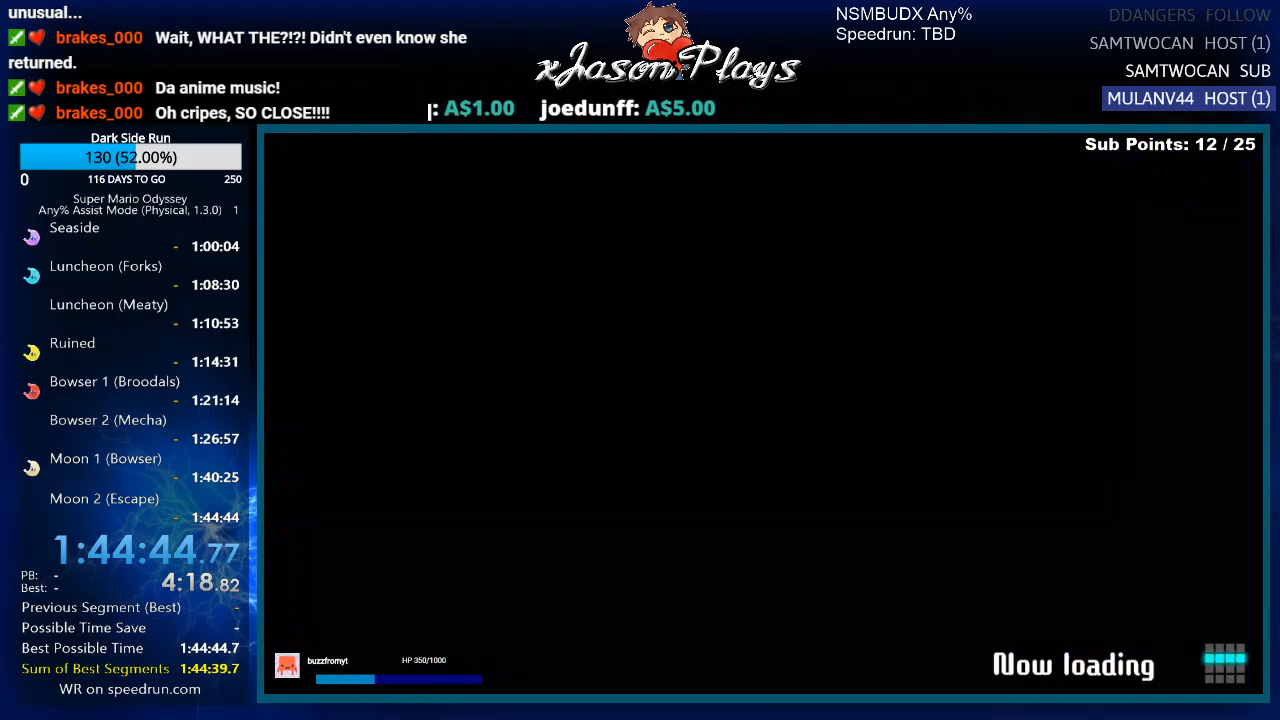 unusual...
brakes_000 Wait, WHAT THE?!?! Didn't even know she
returned.
brakes_000 Da anime music!
brakes_000 Oh cripes, SO CLOSE!!!!
xJason Plays
: A$1.00 joedunff: A$5.00
NSMBUDX Any%
Speedrun: TBD
DDANGERS FOLLOW
SAMTWOCAN HOST (1)
SAMTWOCAN SUB
MULANV44 HOST (1)
Dark Side Run
130 (52.00%)
0 116 DAYS TO GO 250
Super Mario Odyssey
Any% Assist Mode (Physical, 1.3.0) 1
Seaside
- 1:00:04
Luncheon (Forks)
- 1:08:30
Luncheon (Meaty)
- 1:10:53
Ruined
- 1:14:31
Bowser 1 (Broodals)
- 1:21:14
Bowser 2 (Mecha)
- 1:26:57
Moon 1 (Bowser)
- 1:40:25
Moon 2 (Escape)
- 1:44:44
1:44:44.77
PB: -
Best: -
4:18.82
Previous Segment (Best) -
Possible Time Save -
Best Possible Time 1:44:44.7
Sum of Best Segments 1:44:39.7
WR on speedrun.com
Sub Points: 12 / 25
buzzfromyt HP 350/1000
Now loading